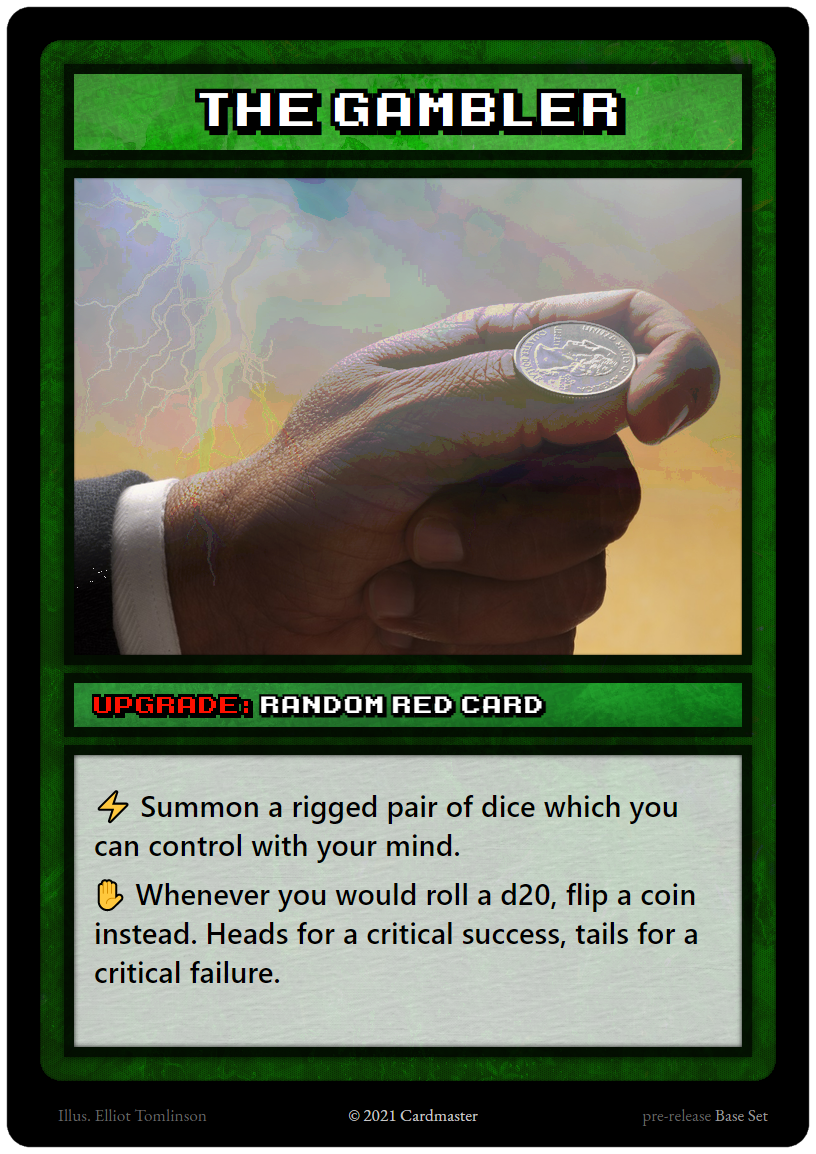 THE GAMBLER
UPGRADE: RANDOM RED CARD
⚡ Summon a rigged pair of dice which you
can control with your mind.
✋ Whenever you would roll a d20, flip a coin
instead. Heads for a critical success, tails for a
critical failure.
Illus. Elliot Tomlinson © 2021 Cardmaster pre-release Base Set